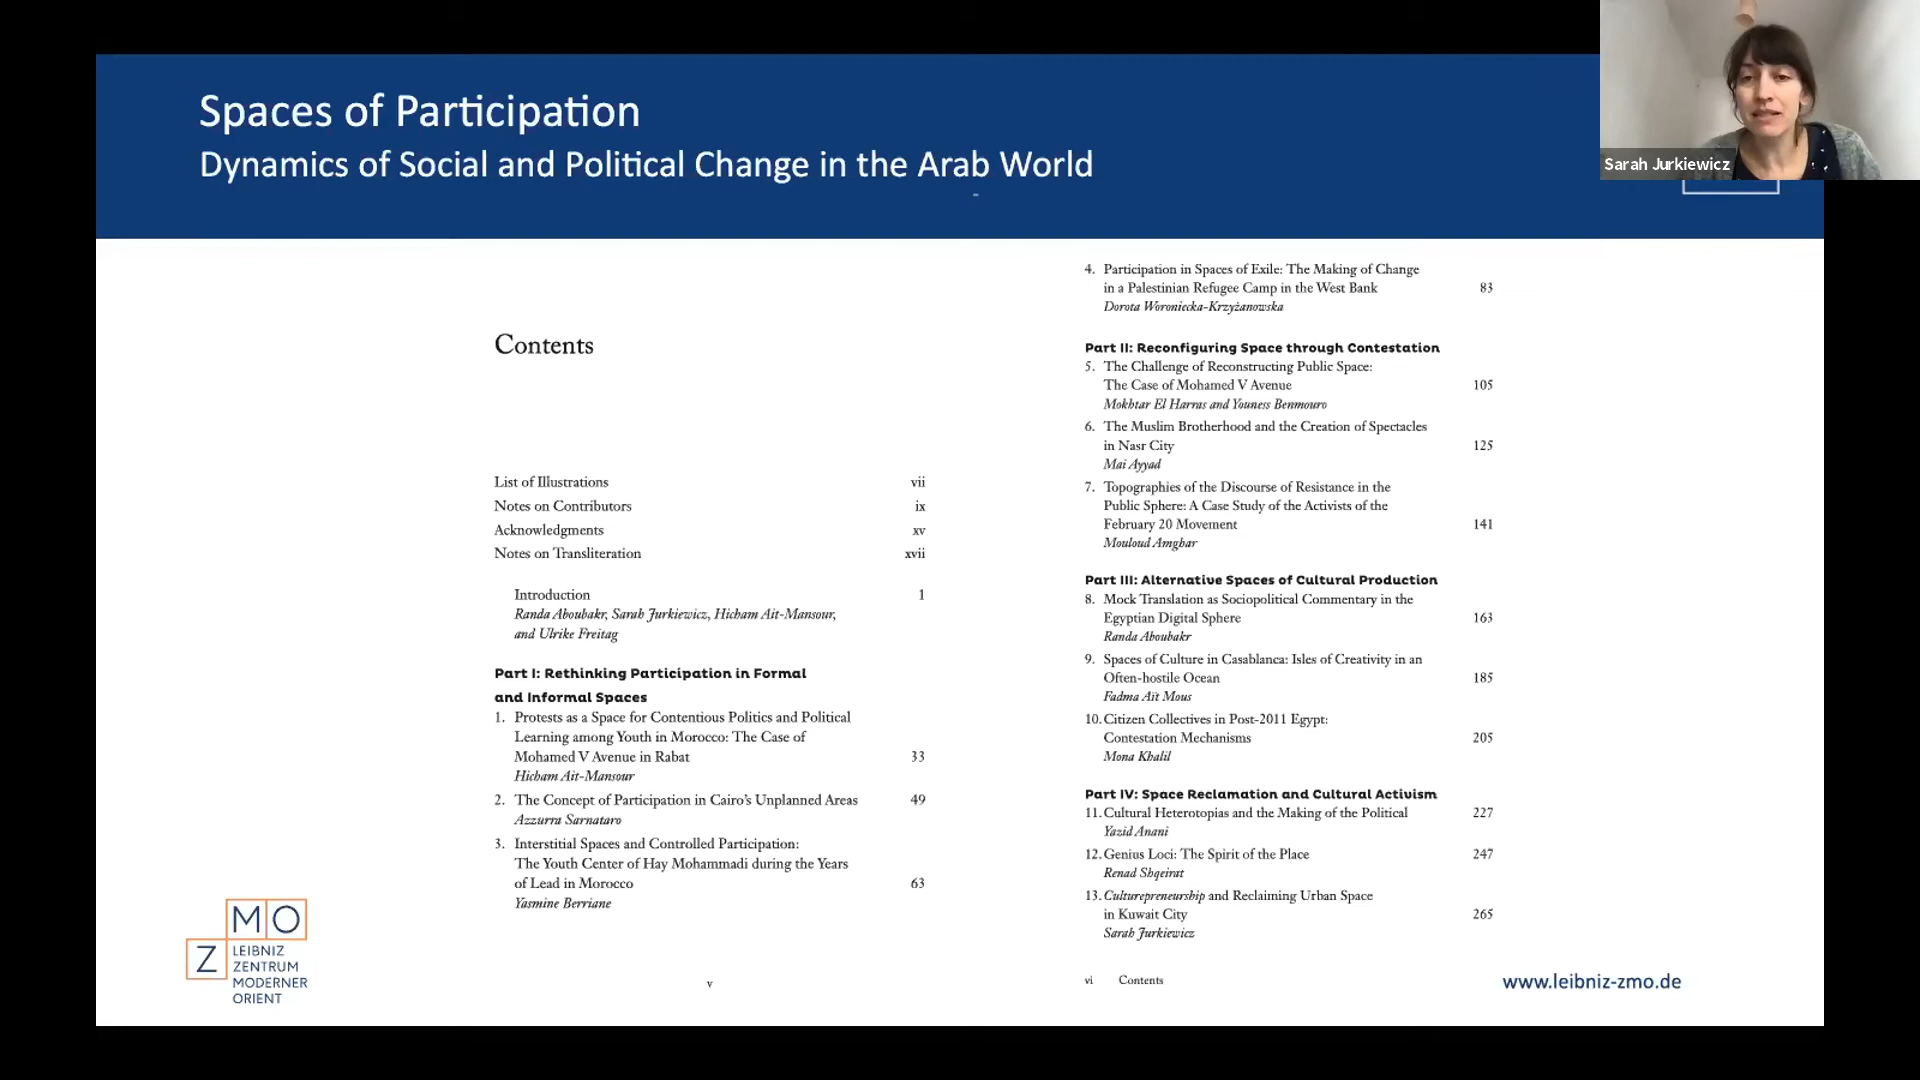 Spaces of Participation
Dynamics of Social and Political Change in the Arab World
Sarah Jurkiewicz
Contents
List of Illustrations vii
Notes on Contributors ix
Acknowledgments xv
Notes on Transliteration xvii
Introduction 1
Randa Aboubakr, Sarah Jurkiewicz, Hicham Ait-Mansour,
and Ulrike Freitag
Part I: Rethinking Participation in Formal
and Informal Spaces
1. Protests as a Space for Contentious Politics and Political
Learning among Youth in Morocco: The Case of
Mohamed V Avenue in Rabat 33
Hicham Ait-Mansour
2. The Concept of Participation in Cairo's Unplanned Areas 49
Azzurra Sarnataro
3. Interstitial Spaces and Controlled Participation:
The Youth Center of Hay Mohammadi during the Years
of Lead in Morocco 63
Yasmine Berriane
v
4. Participation in Spaces of Exile: The Making of Change
in a Palestinian Refugee Camp in the West Bank 83
Dorota Woroniecka-Krzyżanowska
Part II: Reconfiguring Space through Contestation
5. The Challenge of Reconstructing Public Space:
The Case of Mohamed V Avenue 105
Mokhtar El Harras and Youness Benmouro
6. The Muslim Brotherhood and the Creation of Spectacles
in Nasr City 125
Mai Ayyad
7. Topographies of the Discourse of Resistance in the
Public Sphere: A Case Study of the Activists of the
February 20 Movement 141
Mouloud Amghar
Part III: Alternative Spaces of Cultural Production
8. Mock Translation as Sociopolitical Commentary in the
Egyptian Digital Sphere 163
Randa Aboubakr
9. Spaces of Culture in Casablanca: Isles of Creativity in an
Often-hostile Ocean 185
Fadma Aït Mous
10. Citizen Collectives in Post-2011 Egypt:
Contestation Mechanisms 205
Mona Khalil
Part IV: Space Reclamation and Cultural Activism
11. Cultural Heterotopias and the Making of the Political 227
Yazid Anani
12. Genius Loci: The Spirit of the Place 247
Renad Shqeirat
13. Culturepreneurship and Reclaiming Urban Space
in Kuwait City 265
Sarah Jurkiewicz
vi Contents
MO
Z
LEIBNIZ
ZENTRUM
MODERNER
ORIENT
www.leibniz-zmo.de